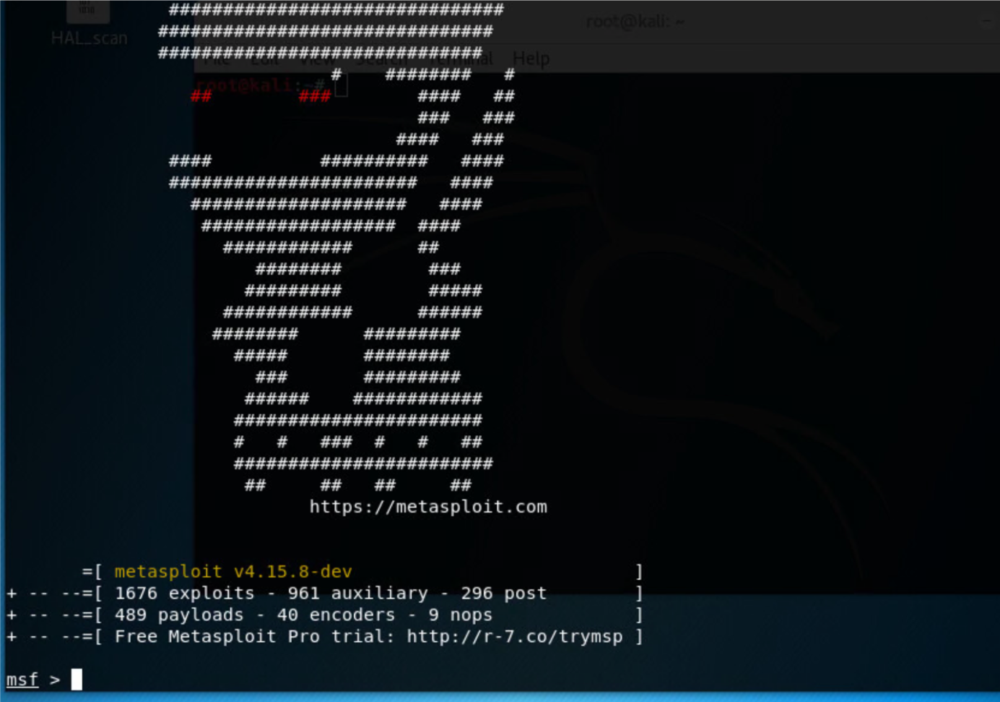 HAL_scan
root@kali: ~
File Edit View Search Terminal Help
root@kali:~#
###############################
###############################
##############################
# ######## #
## ### #### ##
### ###
#### ###
#### ########## ####
####################### ####
#################### ####
################## ####
############ ##
######## ###
######### #####
############ ######
######## #########
##### ########
### #########
###### ############
#######################
# # ### # # ##
########################
## ## ## ##
https://metasploit.com
=[ metasploit v4.15.8-dev ]
+ -- --=[ 1676 exploits - 961 auxiliary - 296 post ]
+ -- --=[ 489 payloads - 40 encoders - 9 nops ]
+ -- --=[ Free Metasploit Pro trial: http://r-7.co/trymsp ]
msf >